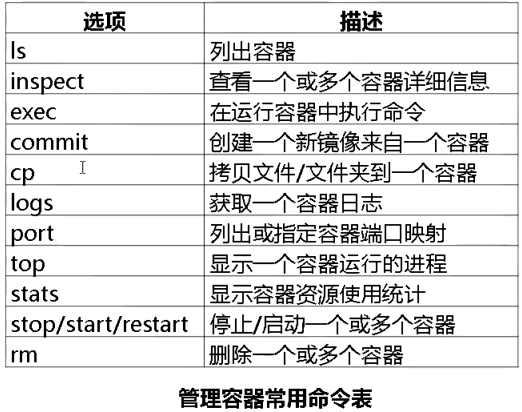 选项 描述
ls 列出容器
inspect 查看一个或多个容器详细信息
exec 在运行容器中执行命令
commit 创建一个新镜像来自一个容器
cp 拷贝文件/文件夹到一个容器
logs 获取一个容器日志
port 列出或指定容器端口映射
top 显示一个容器运行的进程
stats 显示容器资源使用统计
stop/start/restart 停止/启动一个或多个容器
rm 删除一个或多个容器
管理容器常用命令表